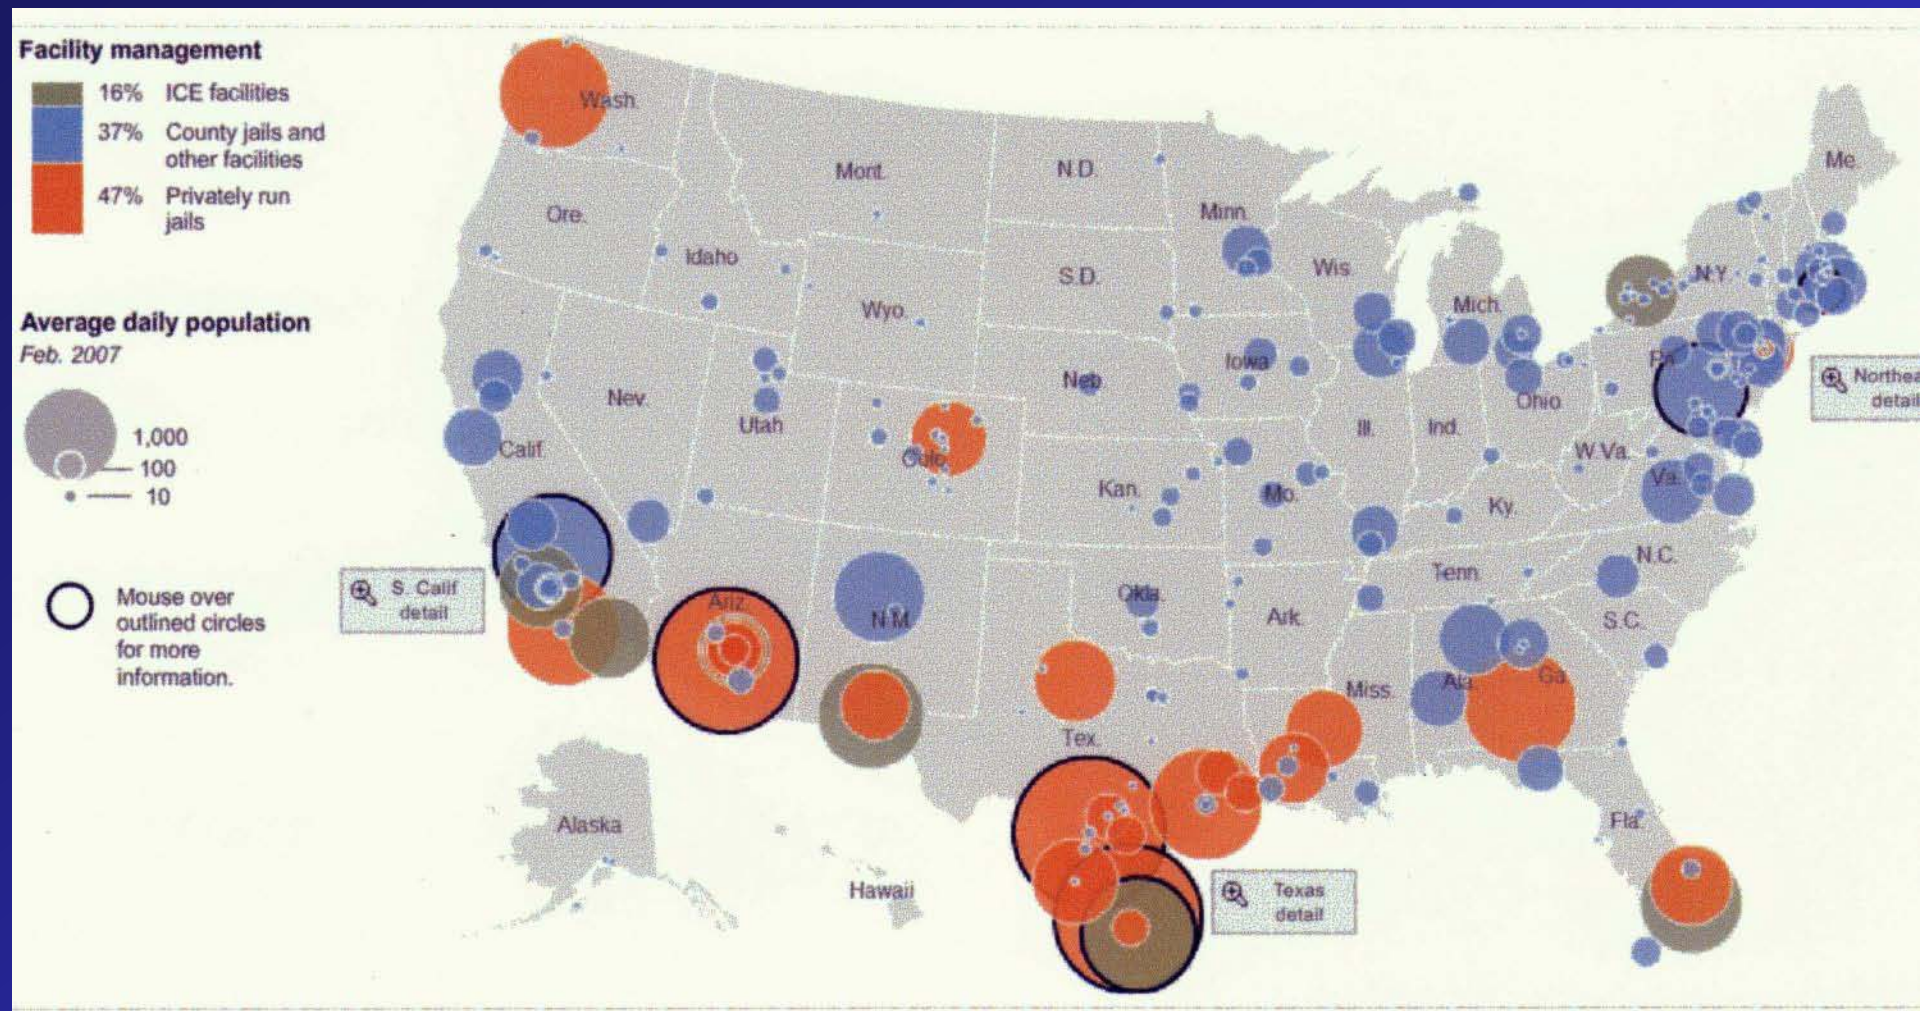 Facility management
16% ICE facilities
37% County jails and
other facilities
47% Privately run
jails
Average daily population
Feb. 2007
1,000
100
10
Mouse over
outlined circles
for more
information.
S. Calif
detail
Texas
detail
Northea
detail
Wash.
Mont.
N.D.
Minn.
Me.
Ore.
Idaho
S.D.
Wis
Mich.
N.Y.
Wyo.
Iowa
Pa.
Nev.
Utah
Neb.
Ohio
Calif.
Colo.
Ill.
Ind.
W.Va.
Kan.
Mo.
Ky.
Va.
Ariz.
N.M.
Okla.
Ark.
Tenn.
N.C.
S.C.
Tex.
Miss.
Ala.
Ga.
Fla.
Alaska
Hawaii